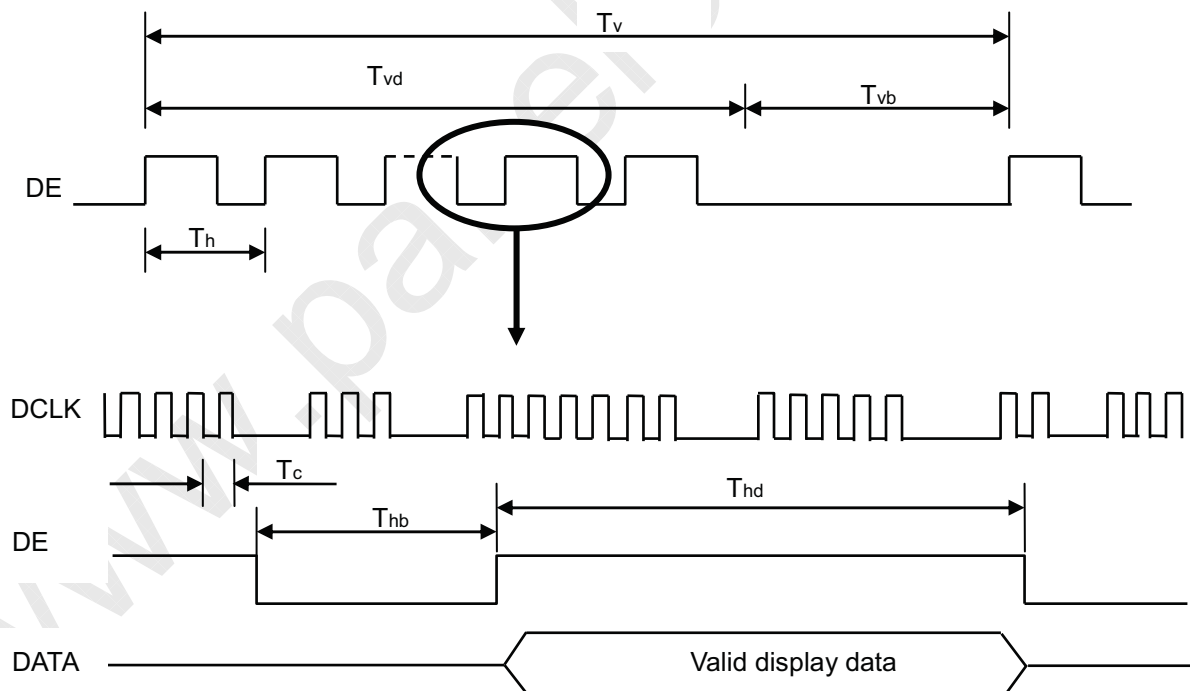 Tv
Tvd
Tvb
DE
Th
DCLK
Tc
Thd
Thb
DE
DATA
Valid display data